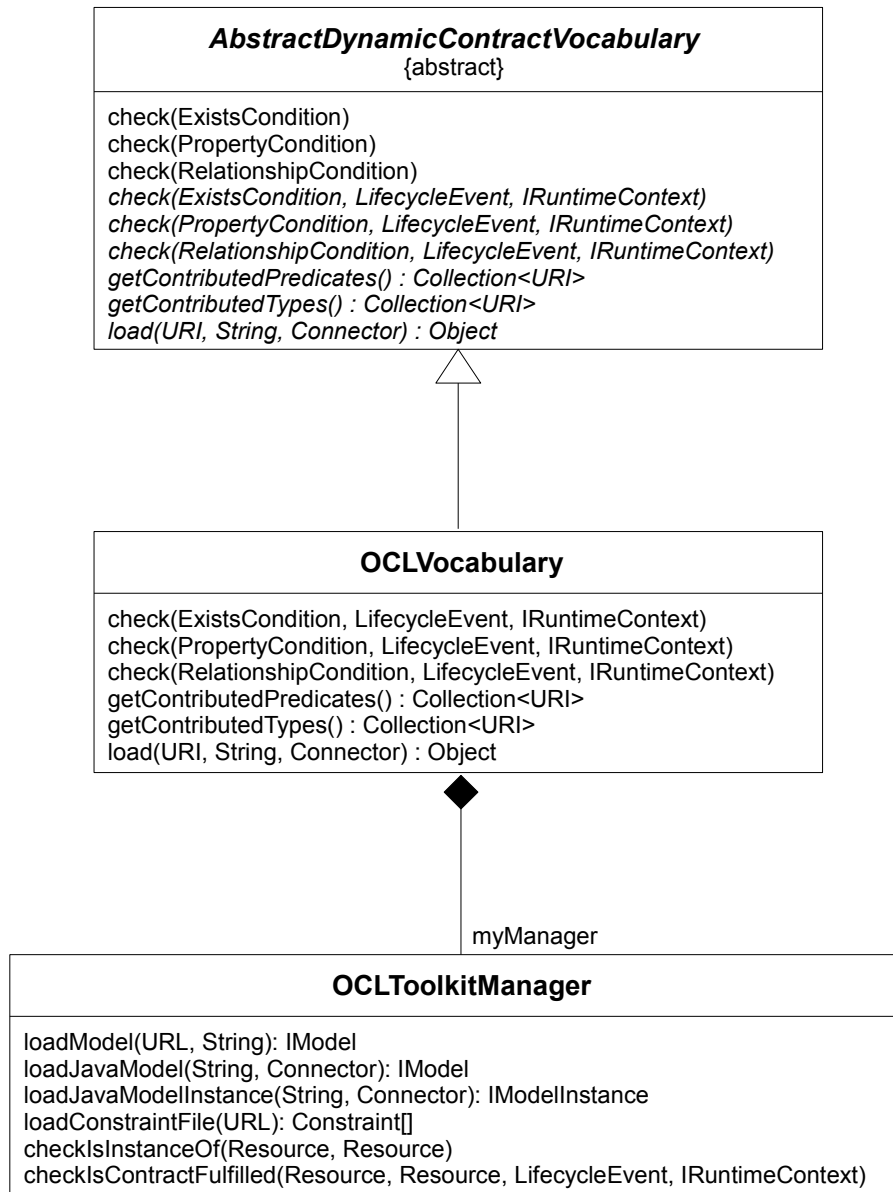 AbstractDynamicContractVocabulary
{abstract}
check(ExistsCondition)
check(PropertyCondition)
check(RelationshipCondition)
check(ExistsCondition, LifecycleEvent, IRuntimeContext)
check(PropertyCondition, LifecycleEvent, IRuntimeContext)
check(RelationshipCondition, LifecycleEvent, IRuntimeContext)
getContributedPredicates() : Collection<URI>
getContributedTypes() : Collection<URI>
load(URI, String, Connector) : Object
OCLVocabulary
check(ExistsCondition, LifecycleEvent, IRuntimeContext)
check(PropertyCondition, LifecycleEvent, IRuntimeContext)
check(RelationshipCondition, LifecycleEvent, IRuntimeContext)
getContributedPredicates() : Collection<URI>
getContributedTypes() : Collection<URI>
load(URI, String, Connector) : Object
myManager
OCLToolkitManager
loadModel(URL, String): IModel
loadJavaModel(String, Connector): IModel
loadJavaModelInstance(String, Connector): IModelInstance
loadConstraintFile(URL): Constraint[]
checkIsInstanceOf(Resource, Resource)
checkIsContractFulfilled(Resource, Resource, LifecycleEvent, IRuntimeContext)